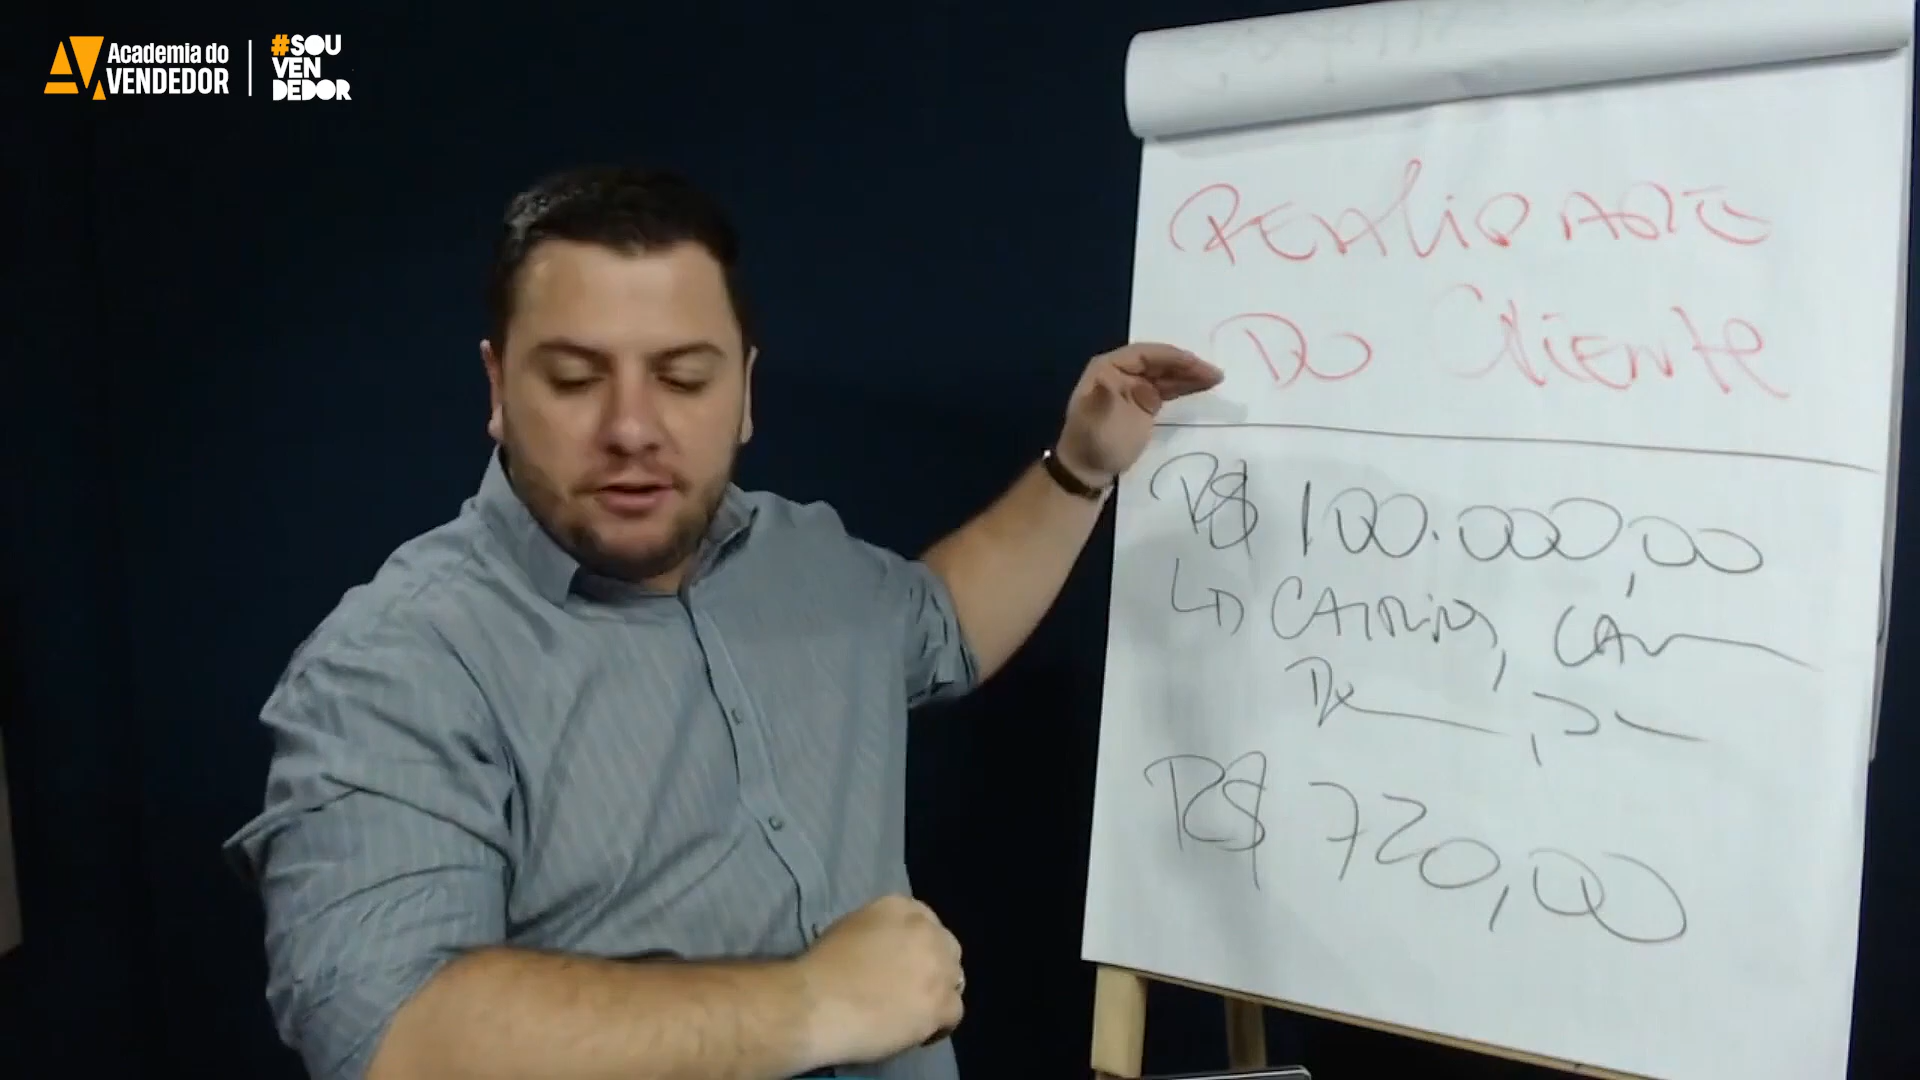 Academia do
VENDEDOR
#SOU
VEN
DEDOR
REALIDADE
DO CLIENTE
R$ 100.000,00
R$ 720,00